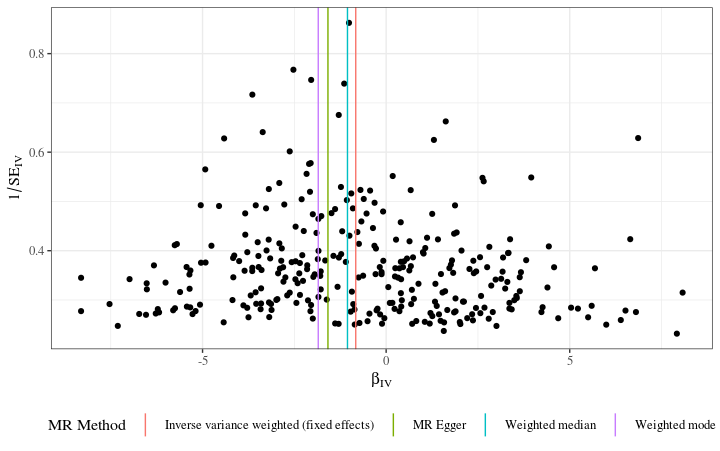 0.8
0.6
0.4
1/SE_IV
-5 0 5
β_IV
MR Method Inverse variance weighted (fixed effects) MR Egger Weighted median Weighted mode